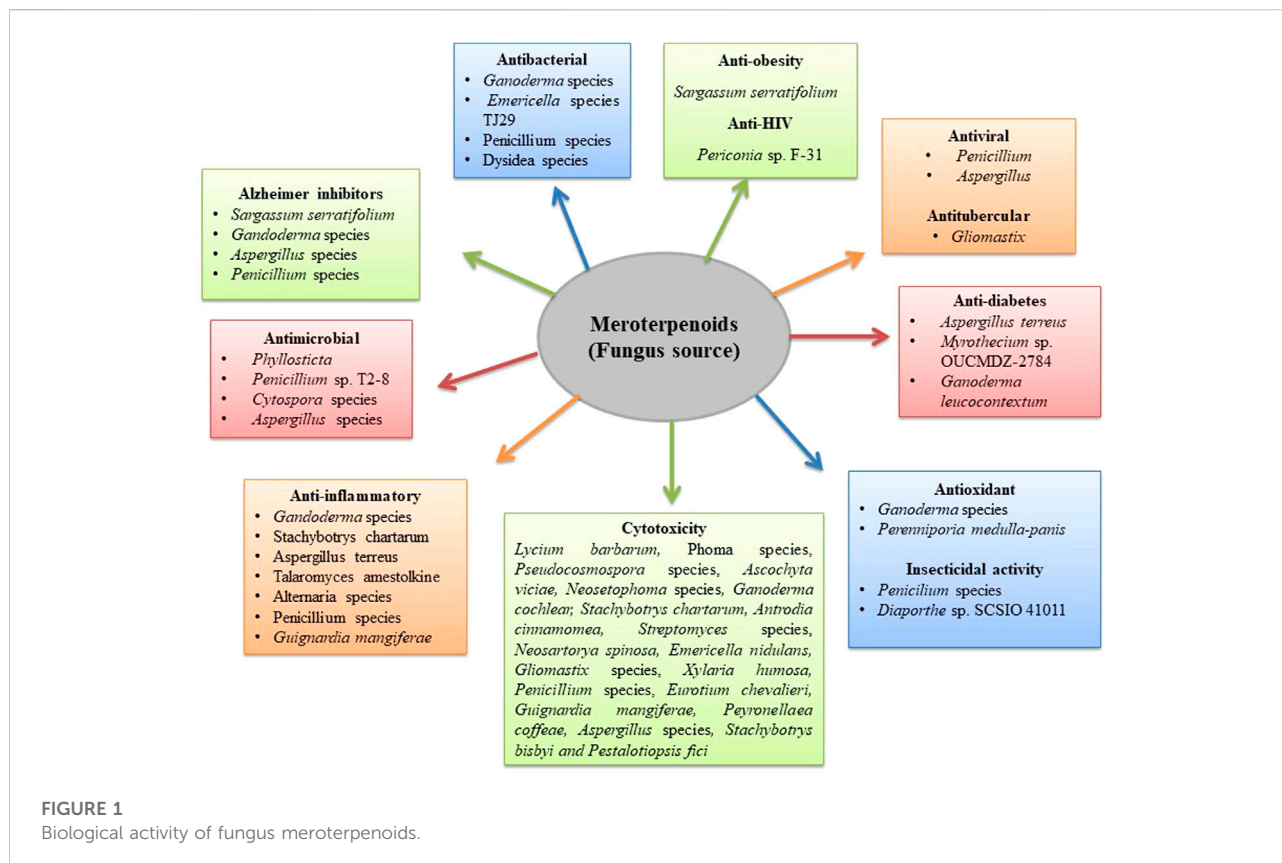 Antibacterial
• Ganoderma species
• Emericella species
TJ29
• Penicillium species
• Dysidea species
Anti-obesity
Sargassum serratifolium
Anti-HIV
Periconia sp. F-31
Antiviral
• Penicillium
• Aspergillus
Antitubercular
• Gliomastix
Alzheimer inhibitors
• Sargassum serratifolium
• Gandoderma species
• Aspergillus species
• Penicillium species
Meroterpenoids
(Fungus source)
Anti-diabetes
• Aspergillus terreus
• Myrothecium sp.
OUCMDZ-2784
• Ganoderma
leucocontextum
Antimicrobial
• Phyllosticta
• Penicillium sp. T2-8
• Cytospora species
• Aspergillus species
Anti-inflammatory
• Gandoderma species
• Stachybotrys chartarum
• Aspergillus terreus
• Talaromyces amestolkine
• Alternaria species
• Penicillium species
• Guignardia mangiferae
Cytotoxicity
Lycium barbarum, Phoma species,
Pseudocosmospora species, Ascochyta
viciae, Neosetophoma species, Ganoderma
cochlear, Stachybotrys chartarum, Antrodia
cinnamomea, Streptomyces species,
Neosartorya spinosa, Emericella nidulans,
Gliomastix species, Xylaria humosa,
Penicillium species, Eurotium chevalieri,
Guignardia mangiferae, Peyronellaea
coffeae, Aspergillus species, Stachybotrys
bisbyi and Pestalotiopsis fici
Antioxidant
• Ganoderma species
• Perenniporia medulla-panis
Insecticidal activity
• Penicilium species
• Diaporthe sp. SCSIO 41011
FIGURE 1
Biological activity of fungus meroterpenoids.